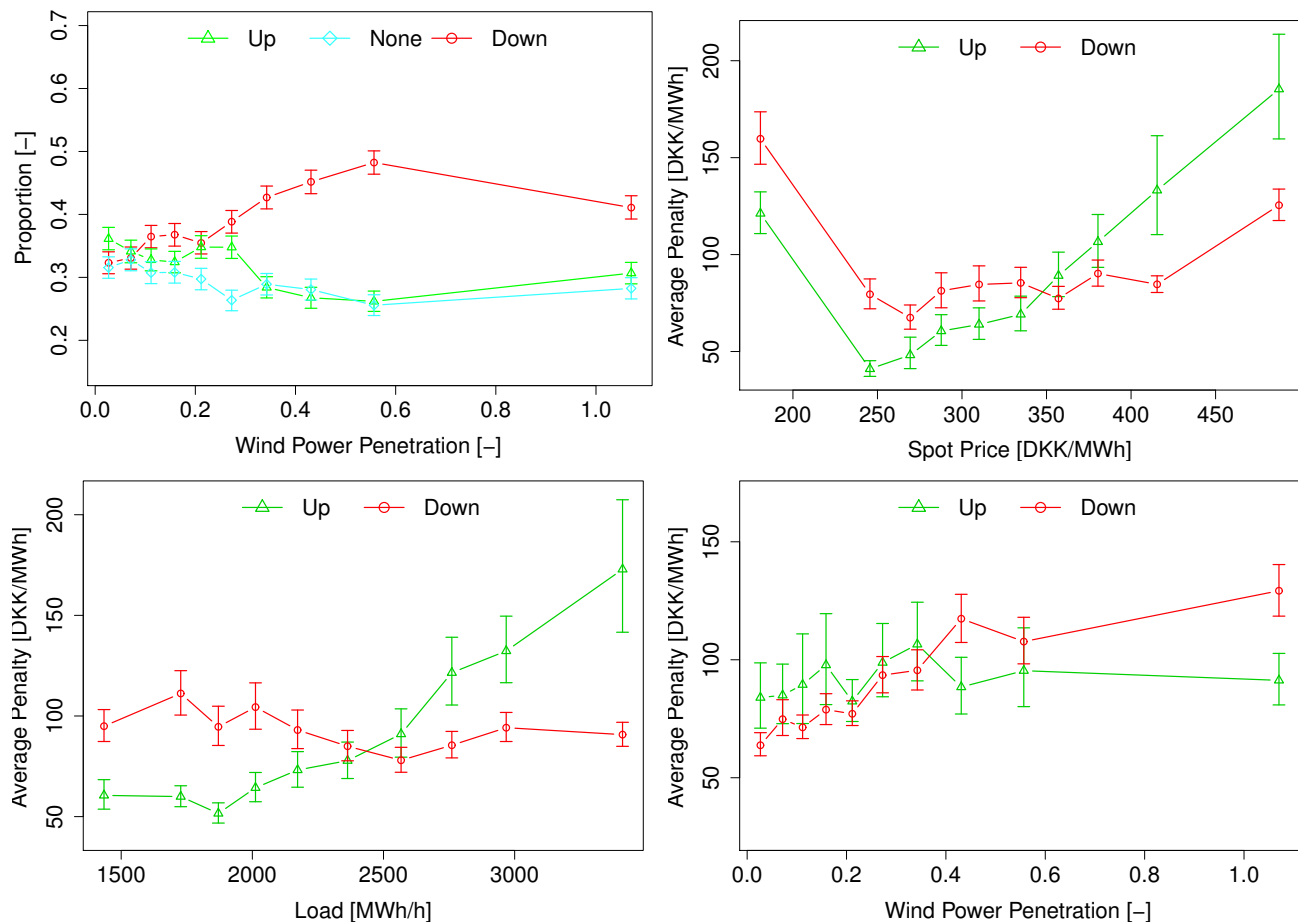 Up None Down
Proportion [−]
0.7
0.6
0.5
0.4
0.3
0.2
0.0 0.2 0.4 0.6 0.8 1.0
Wind Power Penetration [−]
Up Down
Average Penalty [DKK/MWh]
200
150
100
50
200 250 300 350 400 450
Spot Price [DKK/MWh]
Up Down
Average Penalty [DKK/MWh]
200
150
100
50
1500 2000 2500 3000
Load [MWh/h]
Up Down
Average Penalty [DKK/MWh]
150
100
50
0.0 0.2 0.4 0.6 0.8 1.0
Wind Power Penetration [−]